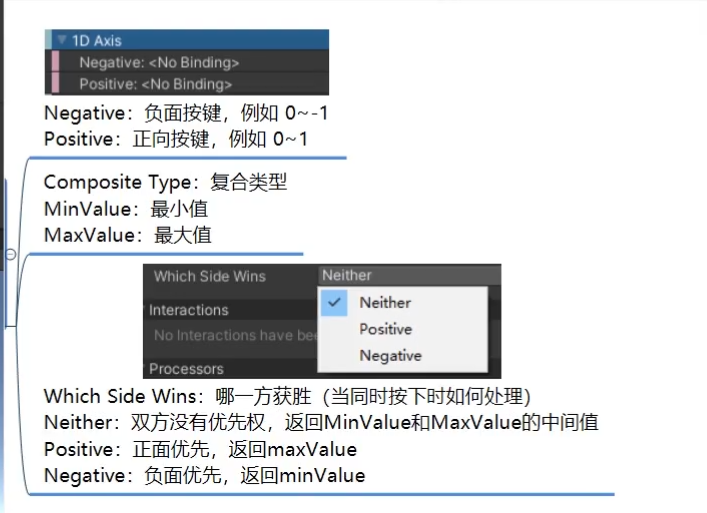 1D Axis
Negative: <No Binding>
Positive: <No Binding>
Negative：负面按键，例如 0~-1
Positive：正向按键，例如 0~1
Composite Type：复合类型
MinValue：最小值
MaxValue：最大值
Which Side Wins Neither
Neither
Interactions
Positive
No Interactions have bee
Negative
Processors
Which Side Wins：哪一方获胜（当同时按下时如何处理）
Neither：双方没有优先权，返回MinValue和MaxValue的中间值
Positive：正面优先，返回maxValue
Negative：负面优先，返回minValue